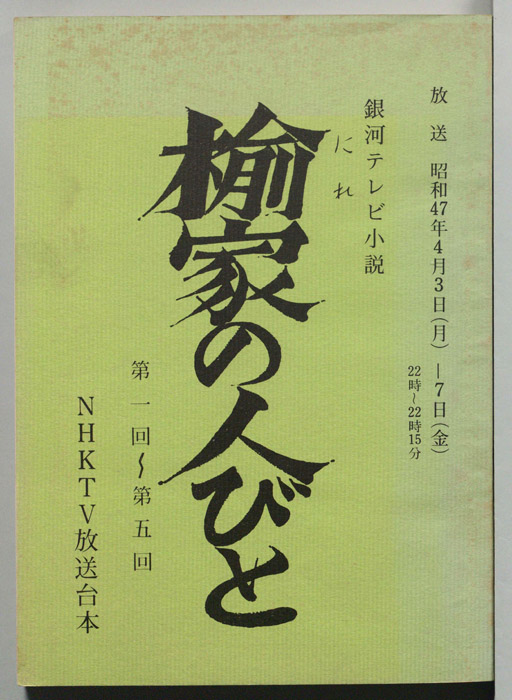 放送 昭和47年4月3日(月)―7日(金)
22時～22時15分
銀河テレビ小説
にれ
楡家の人びと
第一回～第五回
NHKTV放送台本